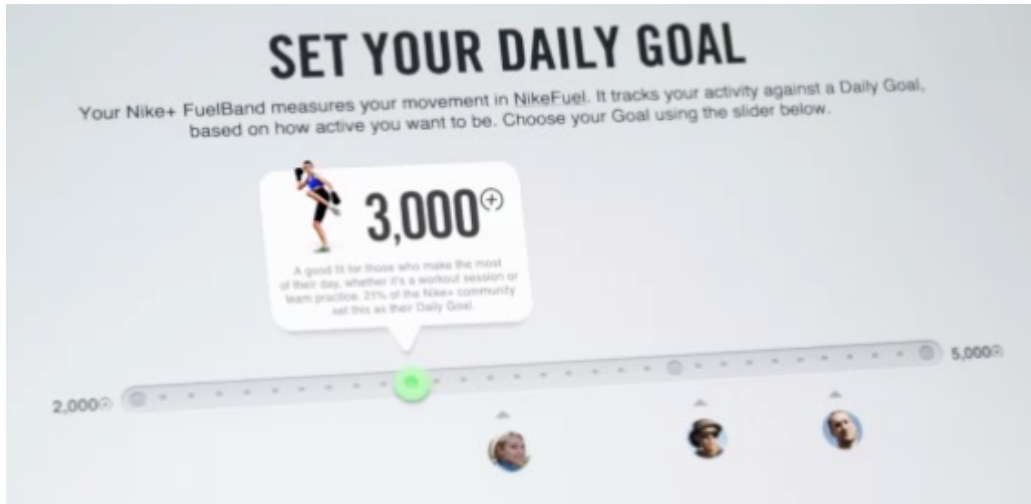 SET YOUR DAILY GOAL
Your Nike+ FuelBand measures your movement in NikeFuel. It tracks your activity against a Daily Goal,
based on how active you want to be. Choose your Goal using the slider below.
3,000
A good fit for those who make the most
of their day, whether it's a workout session or
team practice. 21% of the Nike+ community
set this as their Daily Goal.
2,000
5,000